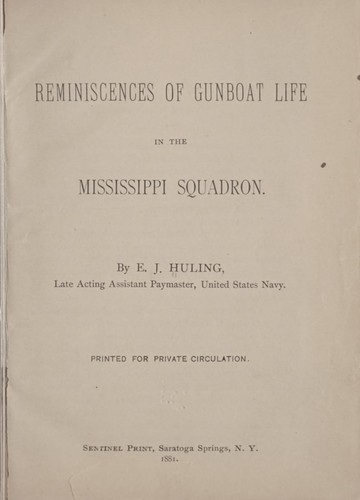 REMINISCENCES OF GUNBOAT LIFE
IN THE
MISSISSIPPI SQUADRON.
By E. J. HULING,
Late Acting Assistant Paymaster, United States Navy.
PRINTED FOR PRIVATE CIRCULATION.
SENTINEL PRINT, Saratoga Springs, N. Y.
1881.